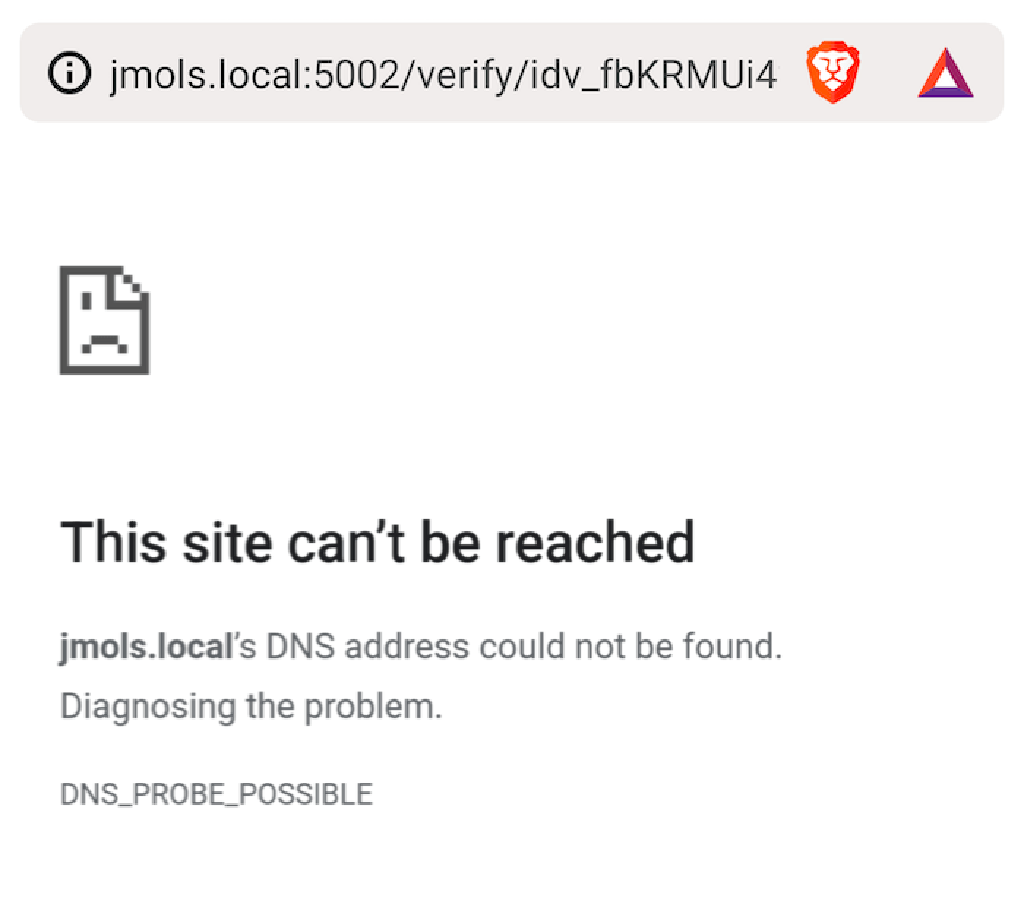 jmols.local:5002/verify/idv_fbKRMUi4
This site can’t be reached
jmols.local’s DNS address could not be found.
Diagnosing the problem.
DNS_PROBE_POSSIBLE